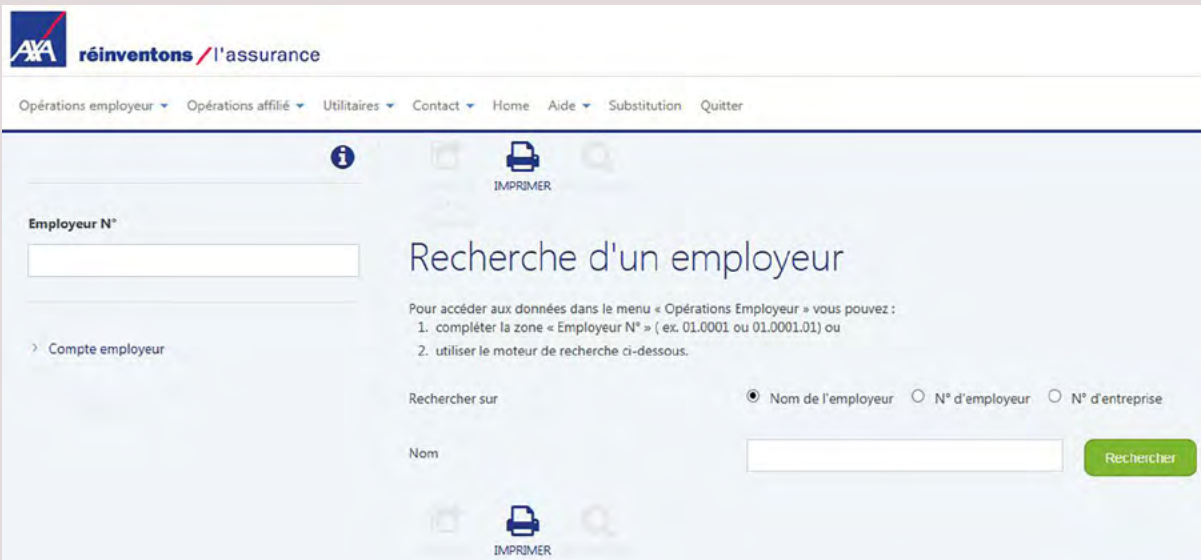 AXA
réinventons /l'assurance
Opérations employeur Opérations affilié Utilitaires Contact Home Aide Substitution Quitter
IMPRIMER
Employeur N°
Recherche d'un employeur
Pour accéder aux données dans le menu « Opérations Employeur » vous pouvez :
1. compléter la zone « Employeur N° » ( ex. 01.0001 ou 01.0001.01) ou
2. utiliser le moteur de recherche ci-dessous.
> Compte employeur
Rechercher sur Nom de l'employeur N° d'employeur N° d'entreprise
Nom Rechercher
IMPRIMER